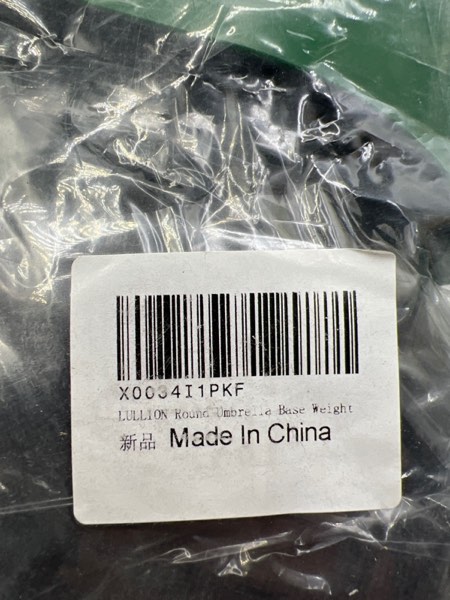 X0034I1PKF
LULLION Round Umbrella Base Weight
新品 Made In China